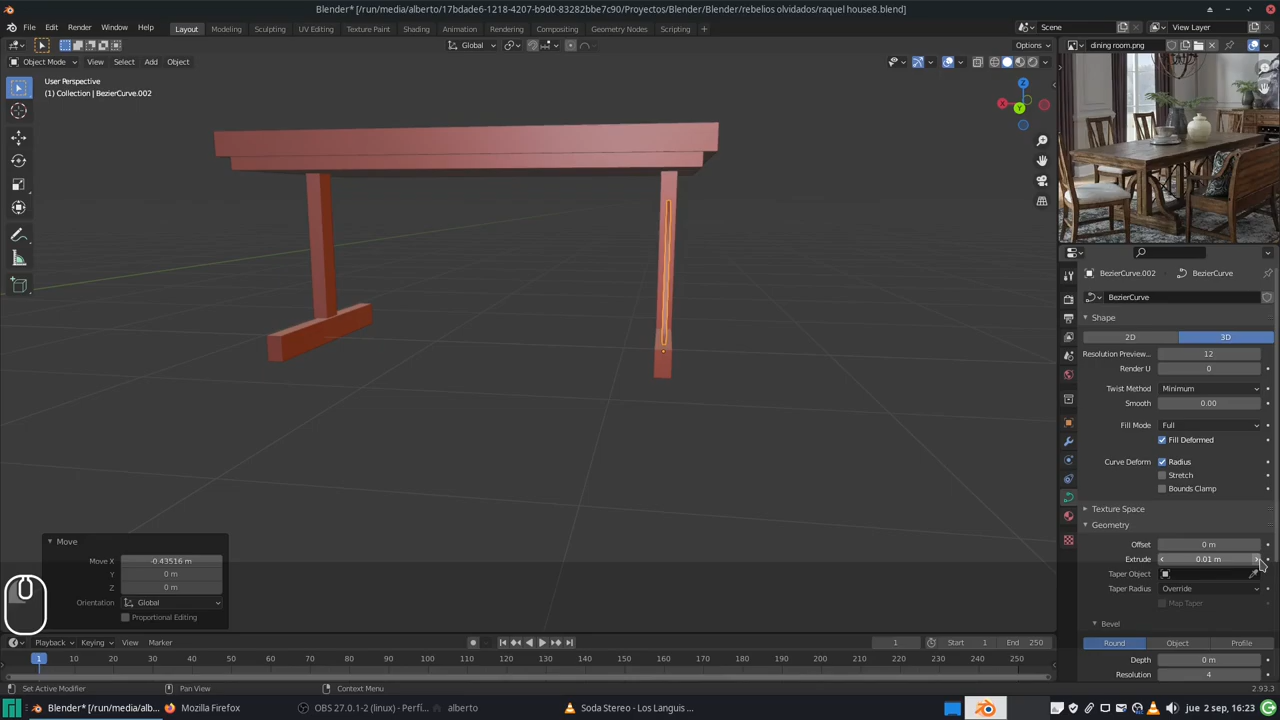 Blender* [/run/media/alberto/17bdade6-1218-4207-b9d0-83282bbe7c90/Proyectos/Blender/Blender/rebelios olvidados/raquel house8.blend]
File Edit Render Window Help Layout Modeling Sculpting UV Editing Texture Paint Shading Animation Rendering Compositing Geometry Nodes Scripting Scene View Layer
Global Options dining room.png
Object Mode View Select Add Object
User Perspective
(1) Collection | BezierCurve.002
X
Y
Z
BezierCurve.002 BezierCurve
BezierCurve
Shape
2D 3D
Resolution Preview... 12
Render U 0
Twist Method Minimum
Smooth 0.00
Fill Mode Full
Fill Deformed
Curve Deform Radius
Stretch
Bounds Clamp
Texture Space
Geometry
Offset 0 m
Extrude 0.01 m
Taper Object
Taper Radius Override
Map Taper
Bevel
Round Object Profile
Depth 0 m
Resolution 4
Move
Move X -0.43516 m
Y 0 m
Z 0 m
Orientation Global
Proportional Editing
Playback Keying View Marker 1 Start 1 End 250
1 10 20 30 40 50 60 70 80 90 100 110 120 130 140 150 160 170 180 190 200 210 220 230 240 250
Set Active Modifier Pan View Context Menu 2.93.3
Blender* [/run/media/alb... Mozilla Firefox OBS 27.0.1-2 (linux) - Perfi... alberto Soda Stereo - Los Languis ... jue 2 sep, 16:23